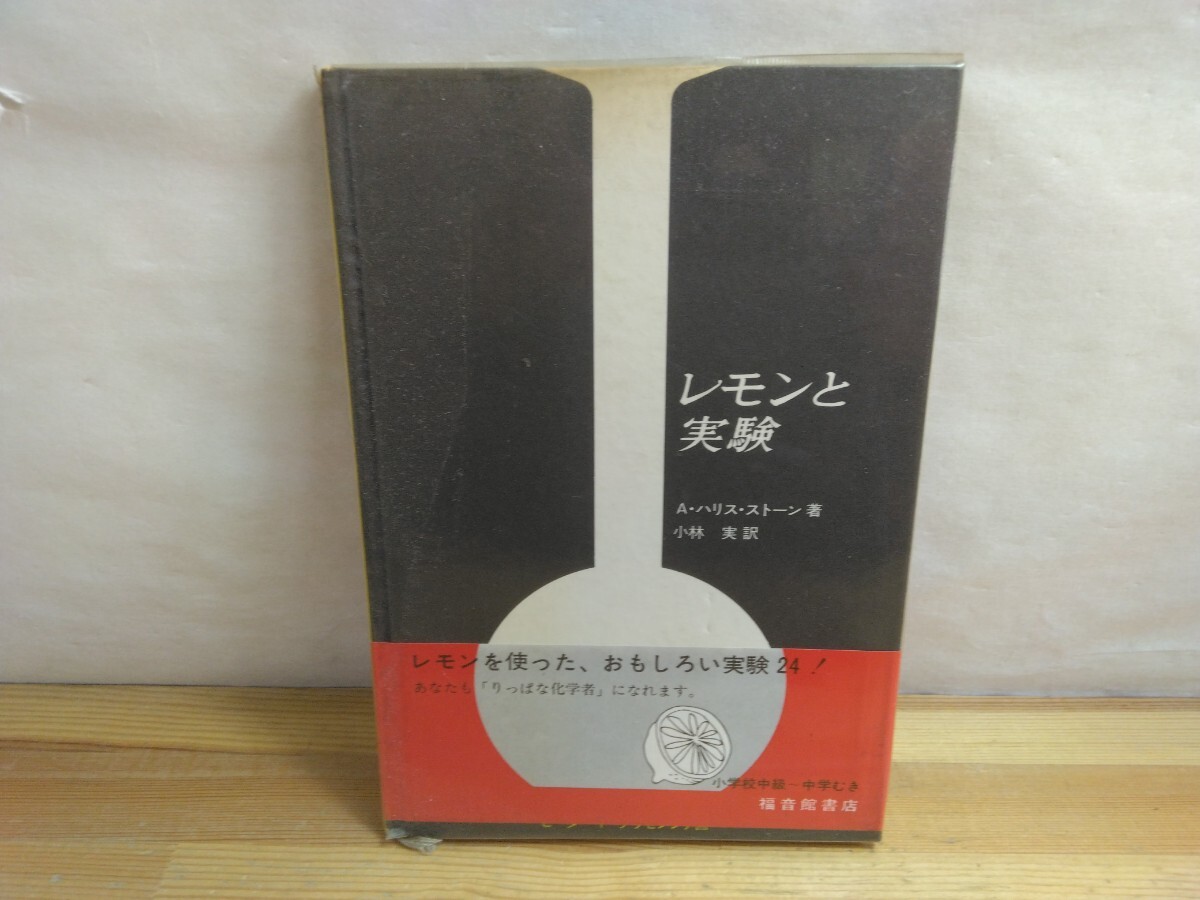 レモンと
実験
A・ハリス・ストーン 著
小林 実 訳
レモンを使った、おもしろい実験24!
あなたも「りっぱな化学者」になれます。
小学校中級ー中学むき
福音館書店